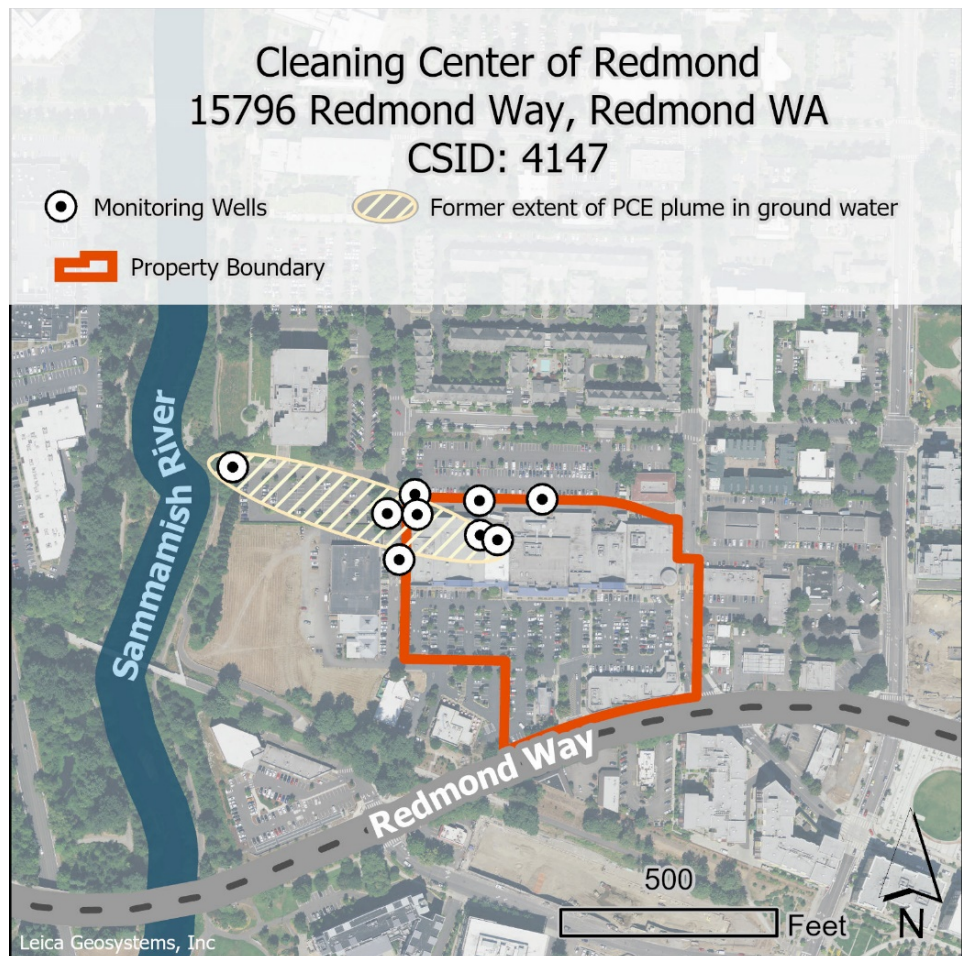 Cleaning Center of Redmond
15796 Redmond Way, Redmond WA
CSID: 4147
Monitoring Wells
Former extent of PCE plume in ground water
Property Boundary
Sammamish River
Redmond Way
500
Feet
N
Leica Geosystems, Inc